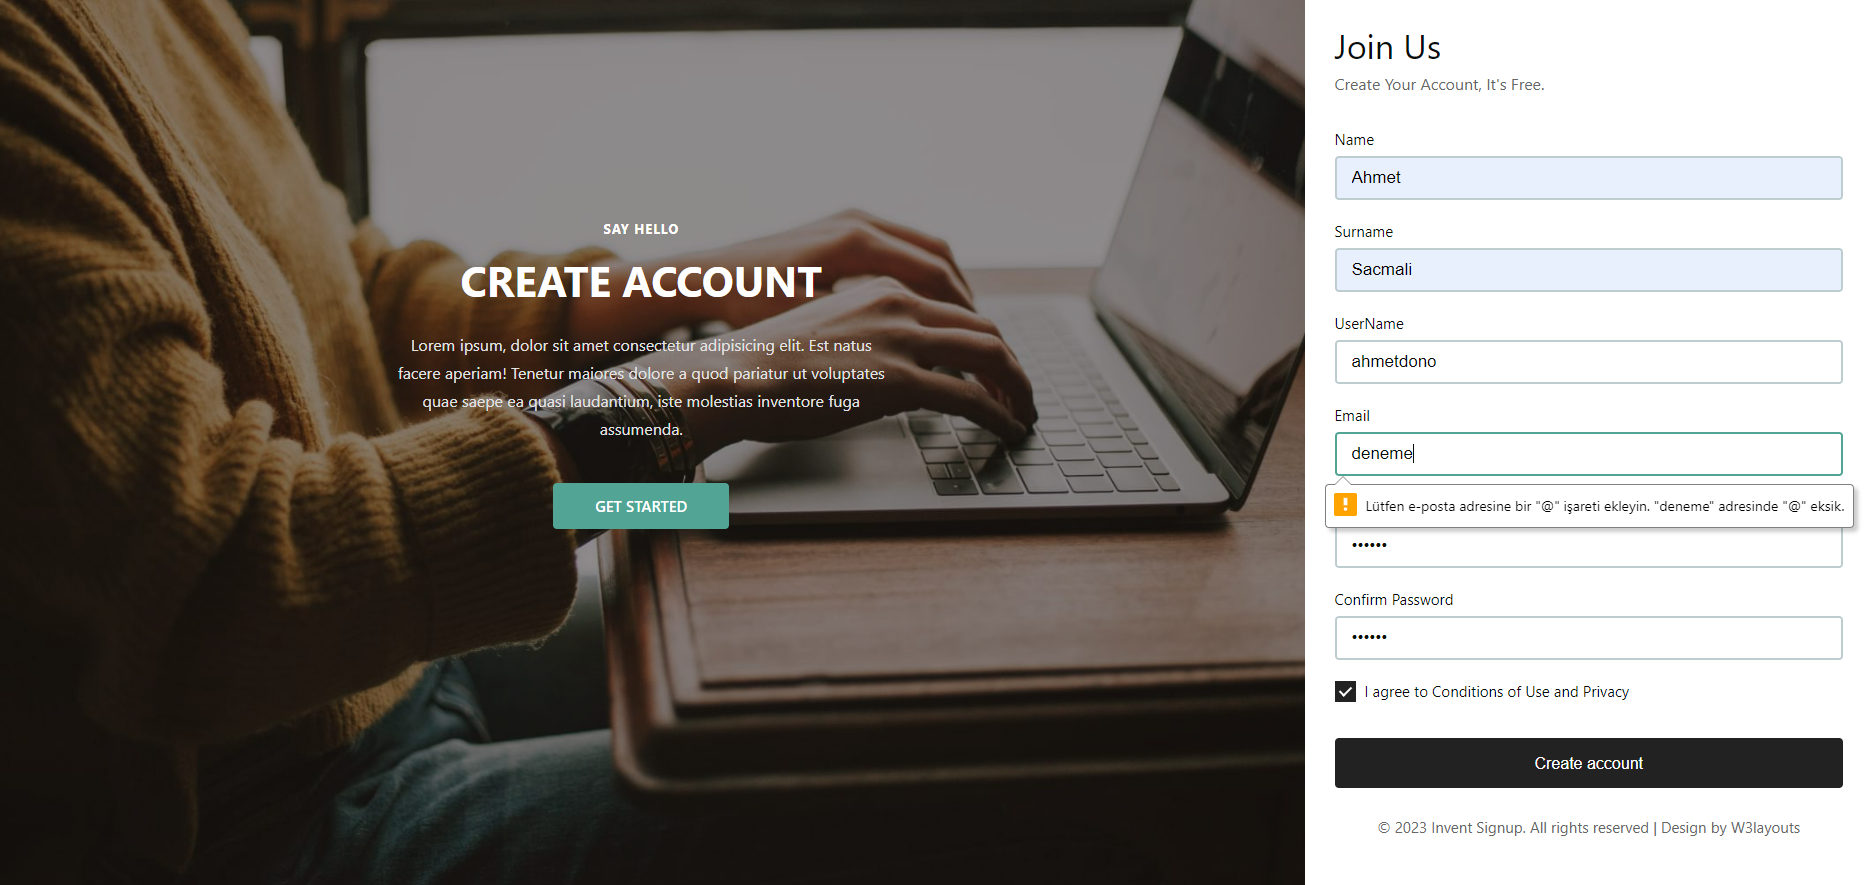 SAY HELLO
CREATE ACCOUNT
Lorem ipsum, dolor sit amet consectetur adipisicing elit. Est natus
facere aperiam! Tenetur maiores dolore a quod pariatur ut voluptates
quae saepe ea quasi laudantium, iste molestias inventore fuga
assumenda.
GET STARTED
Join Us
Create Your Account, It's Free.
Name
Ahmet
Surname
Sacmali
UserName
ahmetdono
Email
deneme
Lütfen e-posta adresine bir "@" işareti ekleyin. "deneme" adresinde "@" eksik.
••••••
Confirm Password
••••••
I agree to Conditions of Use and Privacy
Create account
© 2023 Invent Signup. All rights reserved | Design by W3layouts